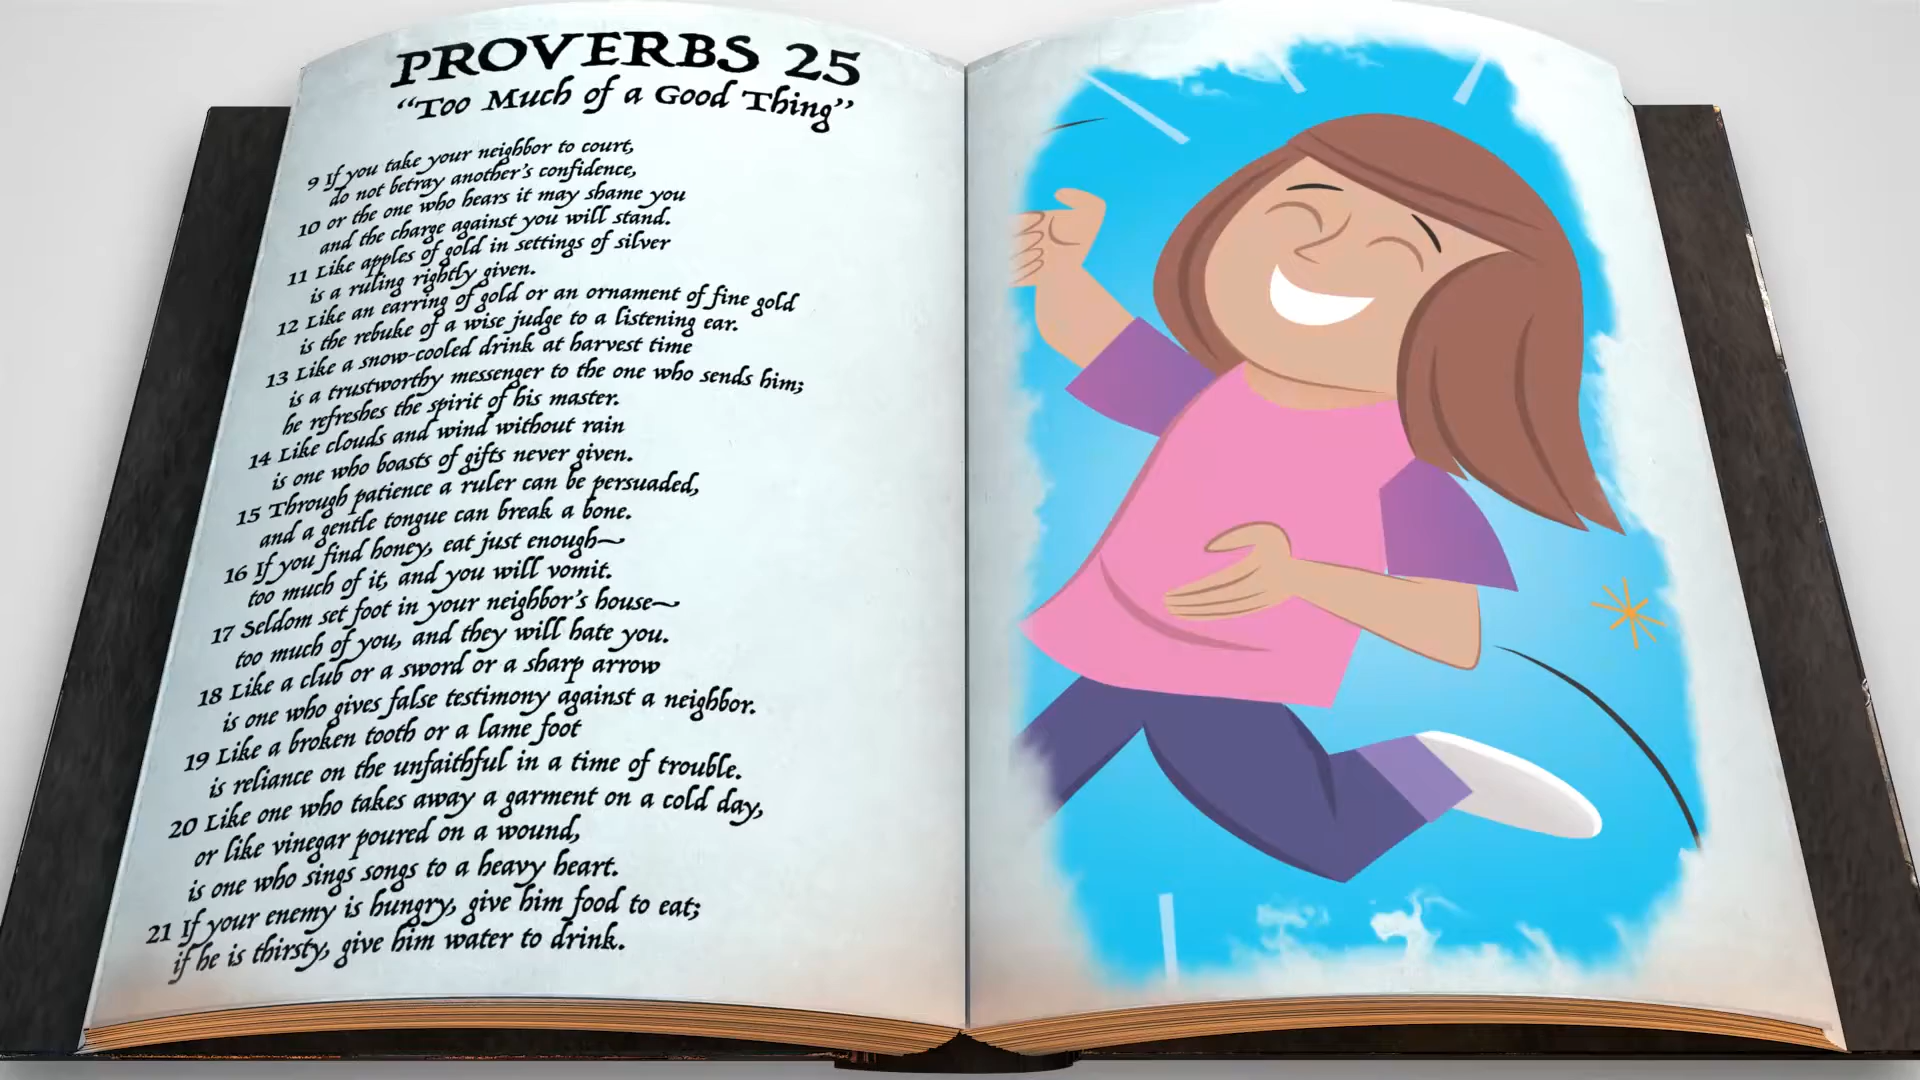 PROVERBS 25
“Too Much of a Good Thing”
9 If you take your neighbor to court,
do not betray another’s confidence,
10 or the one who hears it may shame you
and the charge against you will stand.
11 Like apples of gold in settings of silver
is a ruling rightly given.
12 Like an earring of gold or an ornament of fine gold
is the rebuke of a wise judge to a listening ear.
13 Like a snow-cooled drink at harvest time
is a trustworthy messenger to the one who sends him;
he refreshes the spirit of his master.
14 Like clouds and wind without rain
is one who boasts of gifts never given.
15 Through patience a ruler can be persuaded,
and a gentle tongue can break a bone.
16 If you find honey, eat just enough—
too much of it, and you will vomit.
17 Seldom set foot in your neighbor’s house—
too much of you, and they will hate you.
18 Like a club or a sword or a sharp arrow
is one who gives false testimony against a neighbor.
19 Like a broken tooth or a lame foot
is reliance on the unfaithful in a time of trouble.
20 Like one who takes away a garment on a cold day,
or like vinegar poured on a wound,
is one who sings songs to a heavy heart.
21 If your enemy is hungry, give him food to eat;
if he is thirsty, give him water to drink.